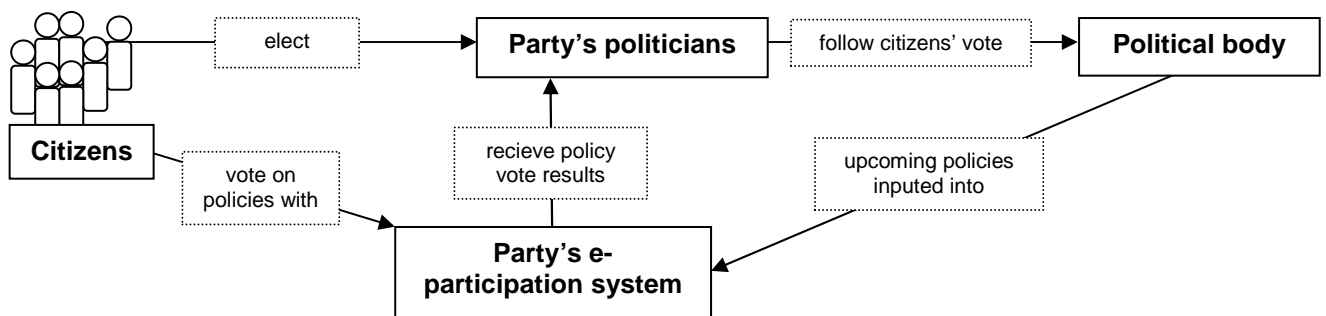 elect
Party's politicians
follow citizens' vote
Political body
Citizens
vote on
policies with
recieve policy
vote results
upcoming policies
inputed into
Party's e-
participation system